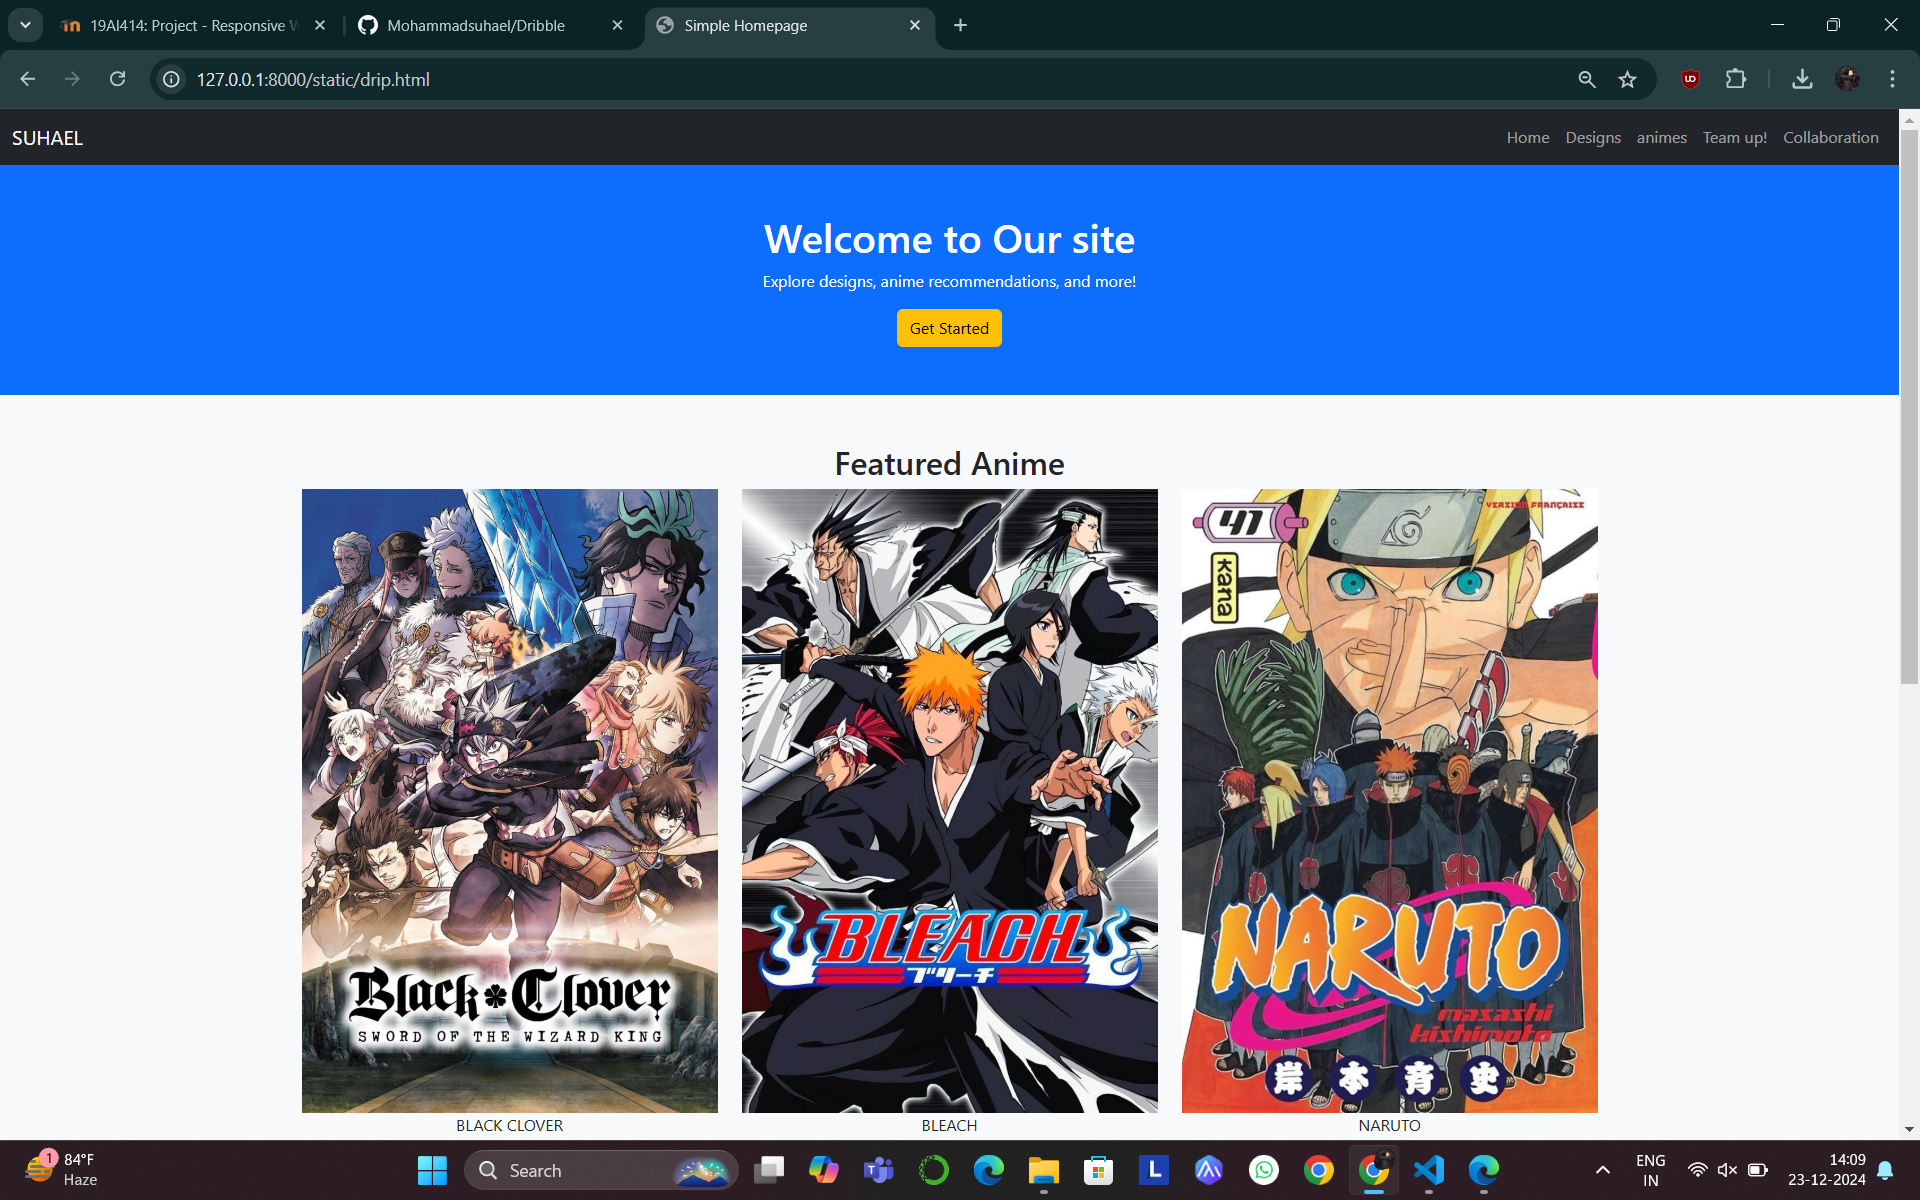 19AI414: Project - Responsive W
Mohammadsuhael/Dribble
Simple Homepage
127.0.0.1:8000/static/drip.html
SUHAEL
Home
Designs
animes
Team up!
Collaboration
Welcome to Our site
Explore designs, anime recommendations, and more!
Get Started
Featured Anime
Black Clover
SWORD OF THE WIZARD KING
BLEACH
ブリーチ
VERSION FRANÇAISE
41
kana
NARUTO
masashi
kishimoto
岸本斉史
BLACK CLOVER
BLEACH
NARUTO
1
84°F
Haze
Search
L
ENG
IN
14:09
23-12-2024